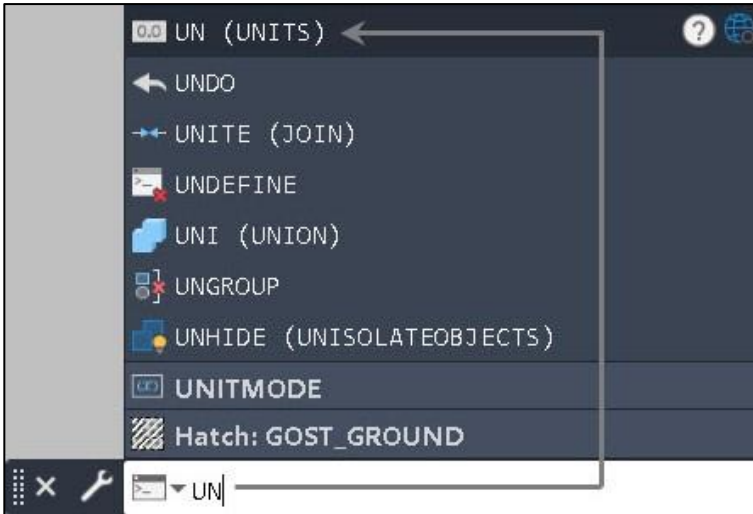 0.0 UN (UNITS) ?
UNDO
UNITE (JOIN)
UNDEFINE
UNI (UNION)
UNGROUP
UNHIDE (UNISOLATEOBJECTS)
UNITMODE
Hatch: GOST_GROUND
UN